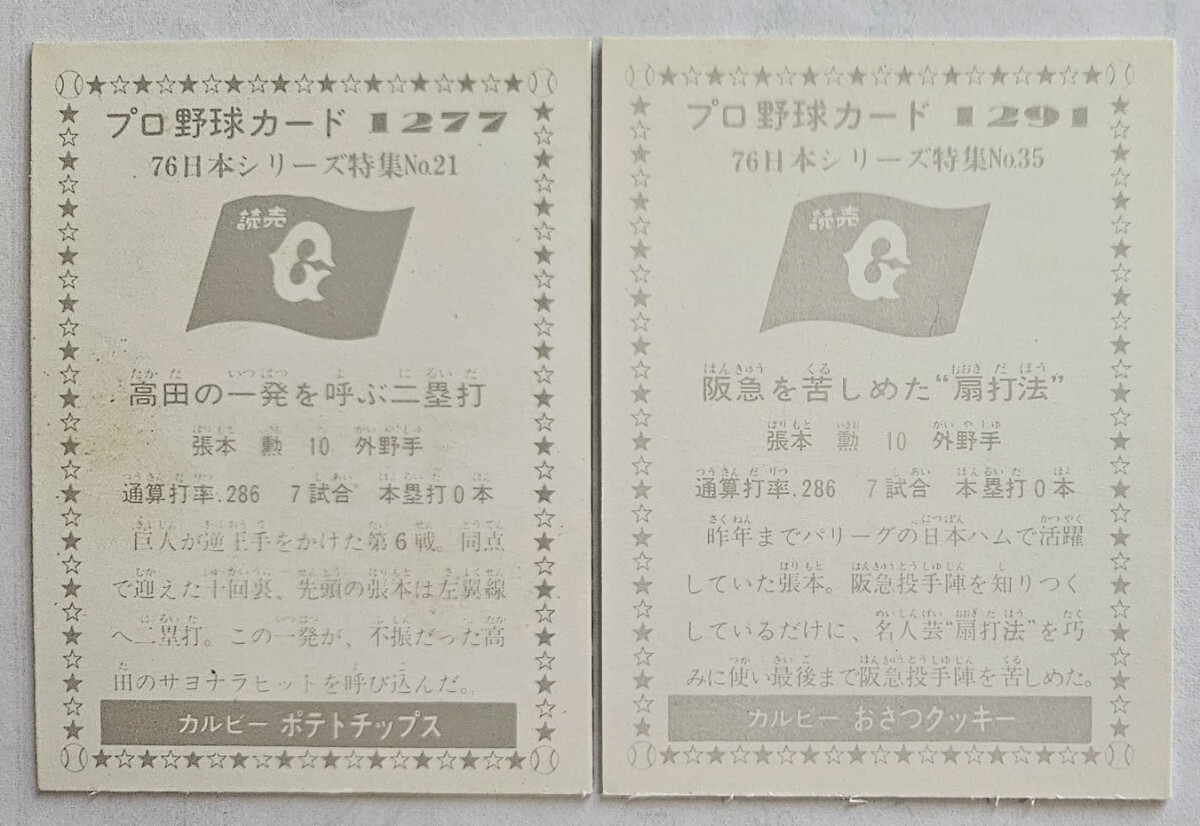 プロ野球カード 1277
76日本シリーズ特集No.21
読売
G
高田の一発を呼ぶ二塁打
張本 勲 10 外野手
通算打率.286 7試合 本塁打0本
巨人が逆王手をかけた第6戦。同点
で迎えた十回裏、先頭の張本は左翼線
へ二塁打。この一発が、不振だった高
田のサヨナラヒットを呼び込んだ。
カルビー ポテトチップス
プロ野球カード 1291
76日本シリーズ特集No.35
読売
G
阪急を苦しめた“扇打法”
張本 勲 10 外野手
通算打率.286 7試合 本塁打0本
昨年までパリーグの日本ハムで活躍
していた張本。阪急投手陣を知りつく
しているだけに、名人芸“扇打法”を巧
みに使い最後まで阪急投手陣を苦しめた。
カルビー おさつクッキー